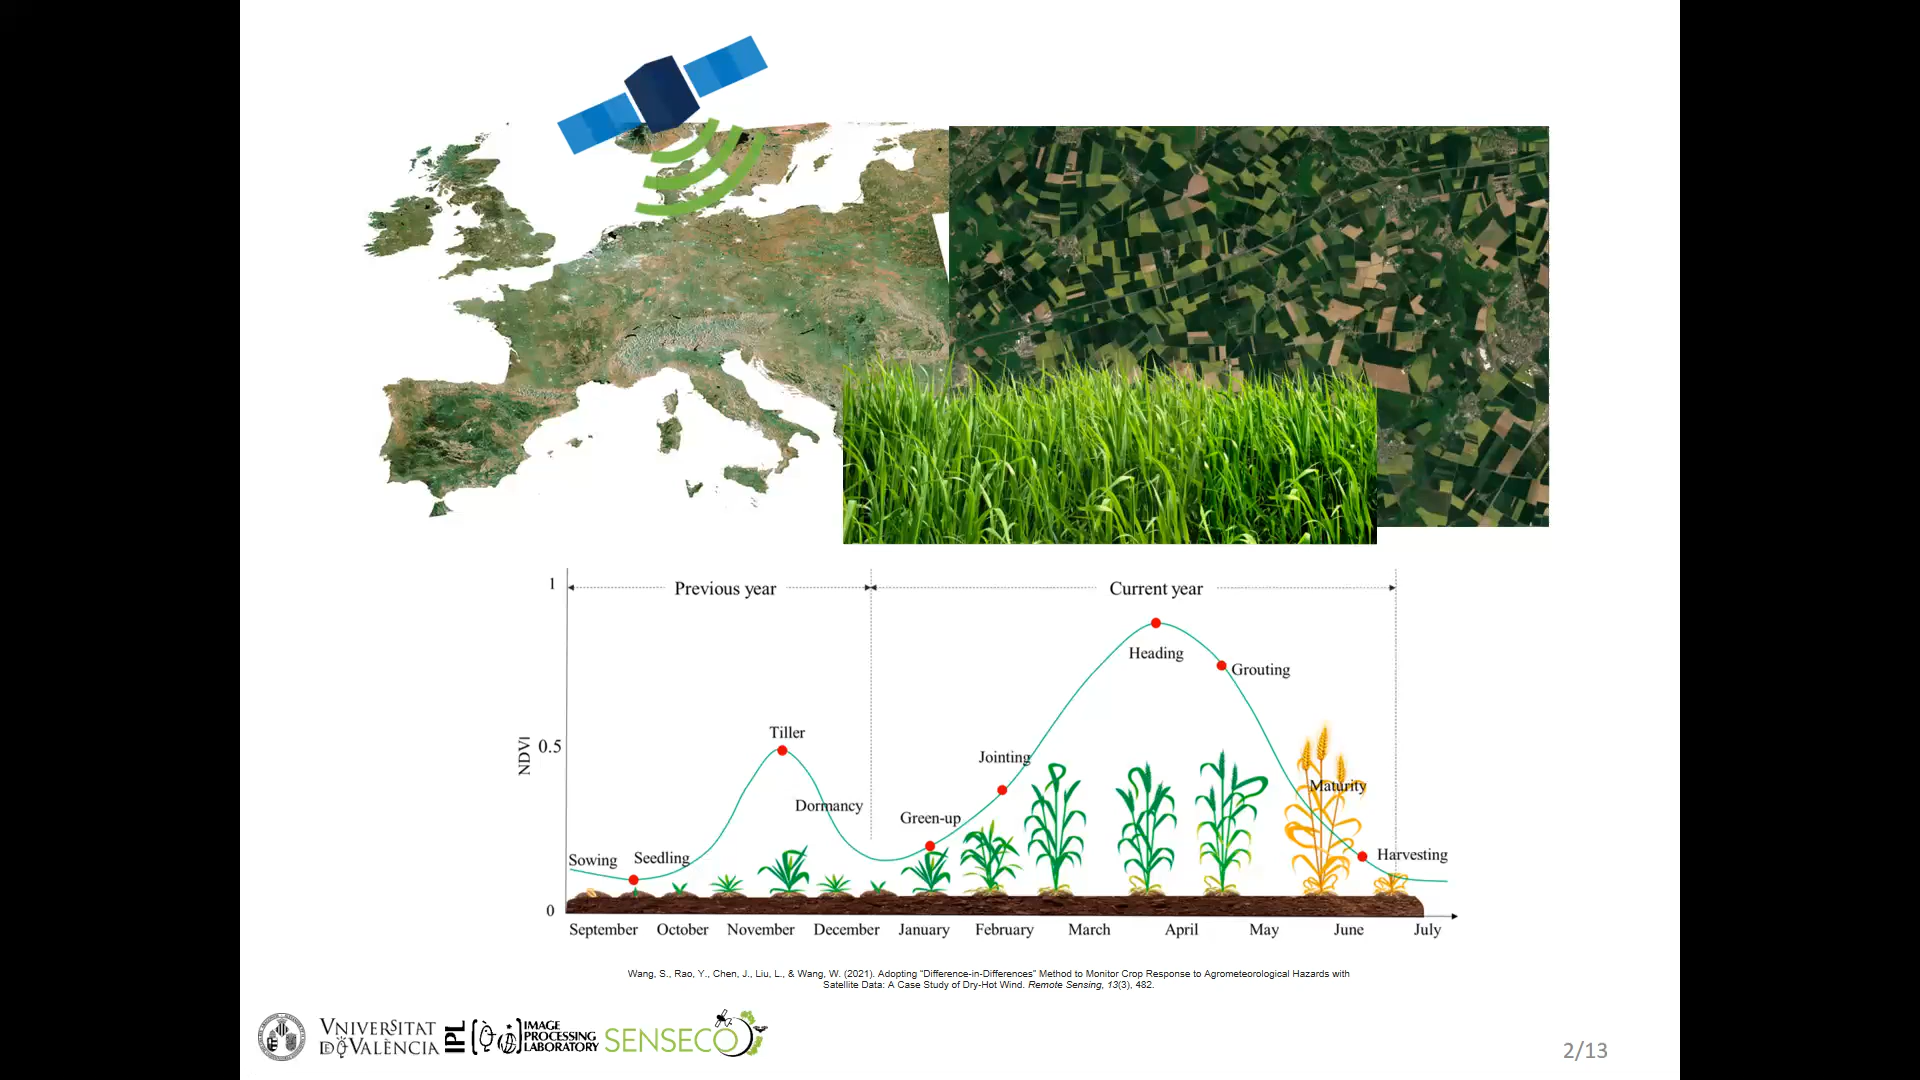 1
Previous year
Current year
Heading
Grouting
Tiller
0.5
NDVI
Jointing
Maturity
Dormancy
Green-up
Sowing
Seedling
Harvesting
0
September
October
November
December
January
February
March
April
May
June
July
Wang, S., Rao, Y., Chen, J., Liu, L., & Wang, W. (2021). Adopting “Difference-in-Differences” Method to Monitor Crop Response to Agrometeorological Hazards with
Satellite Data: A Case Study of Dry-Hot Wind. Remote Sensing, 13(3), 482.
VNIVERSITAT
DE VALÈNCIA
IPL
IMAGE
PROCESSING
LABORATORY
SENSECO
2/13